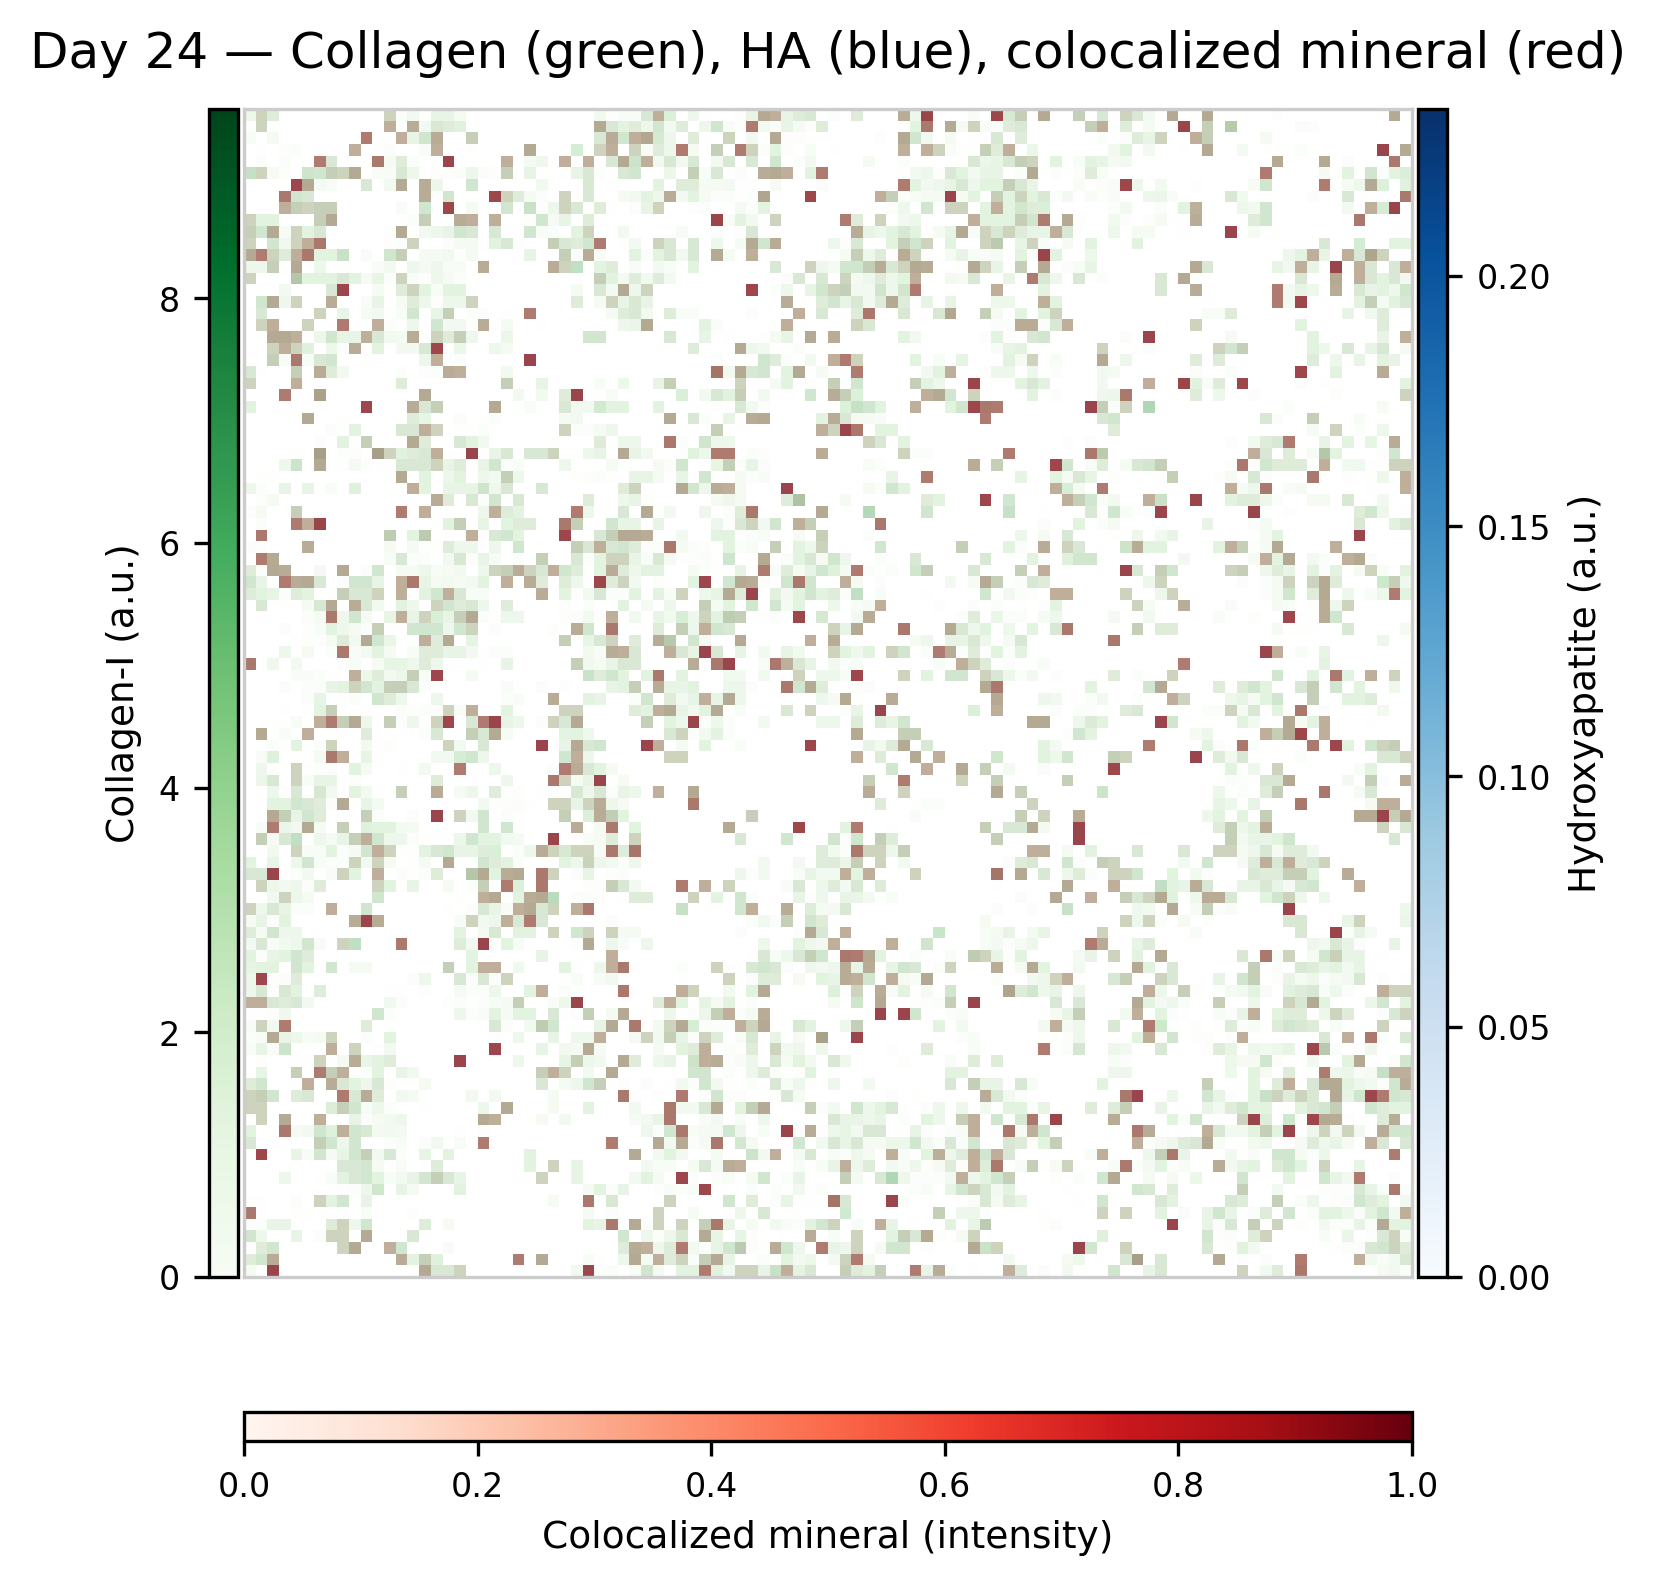 Day 24 — Collagen (green), HA (blue), colocalized mineral (red)
Collagen-I (a.u.)
8
6
4
2
0
0.20
0.15
0.10
0.05
0.00
Hydroxyapatite (a.u.)
0.0 0.2 0.4 0.6 0.8 1.0
Colocalized mineral (intensity)